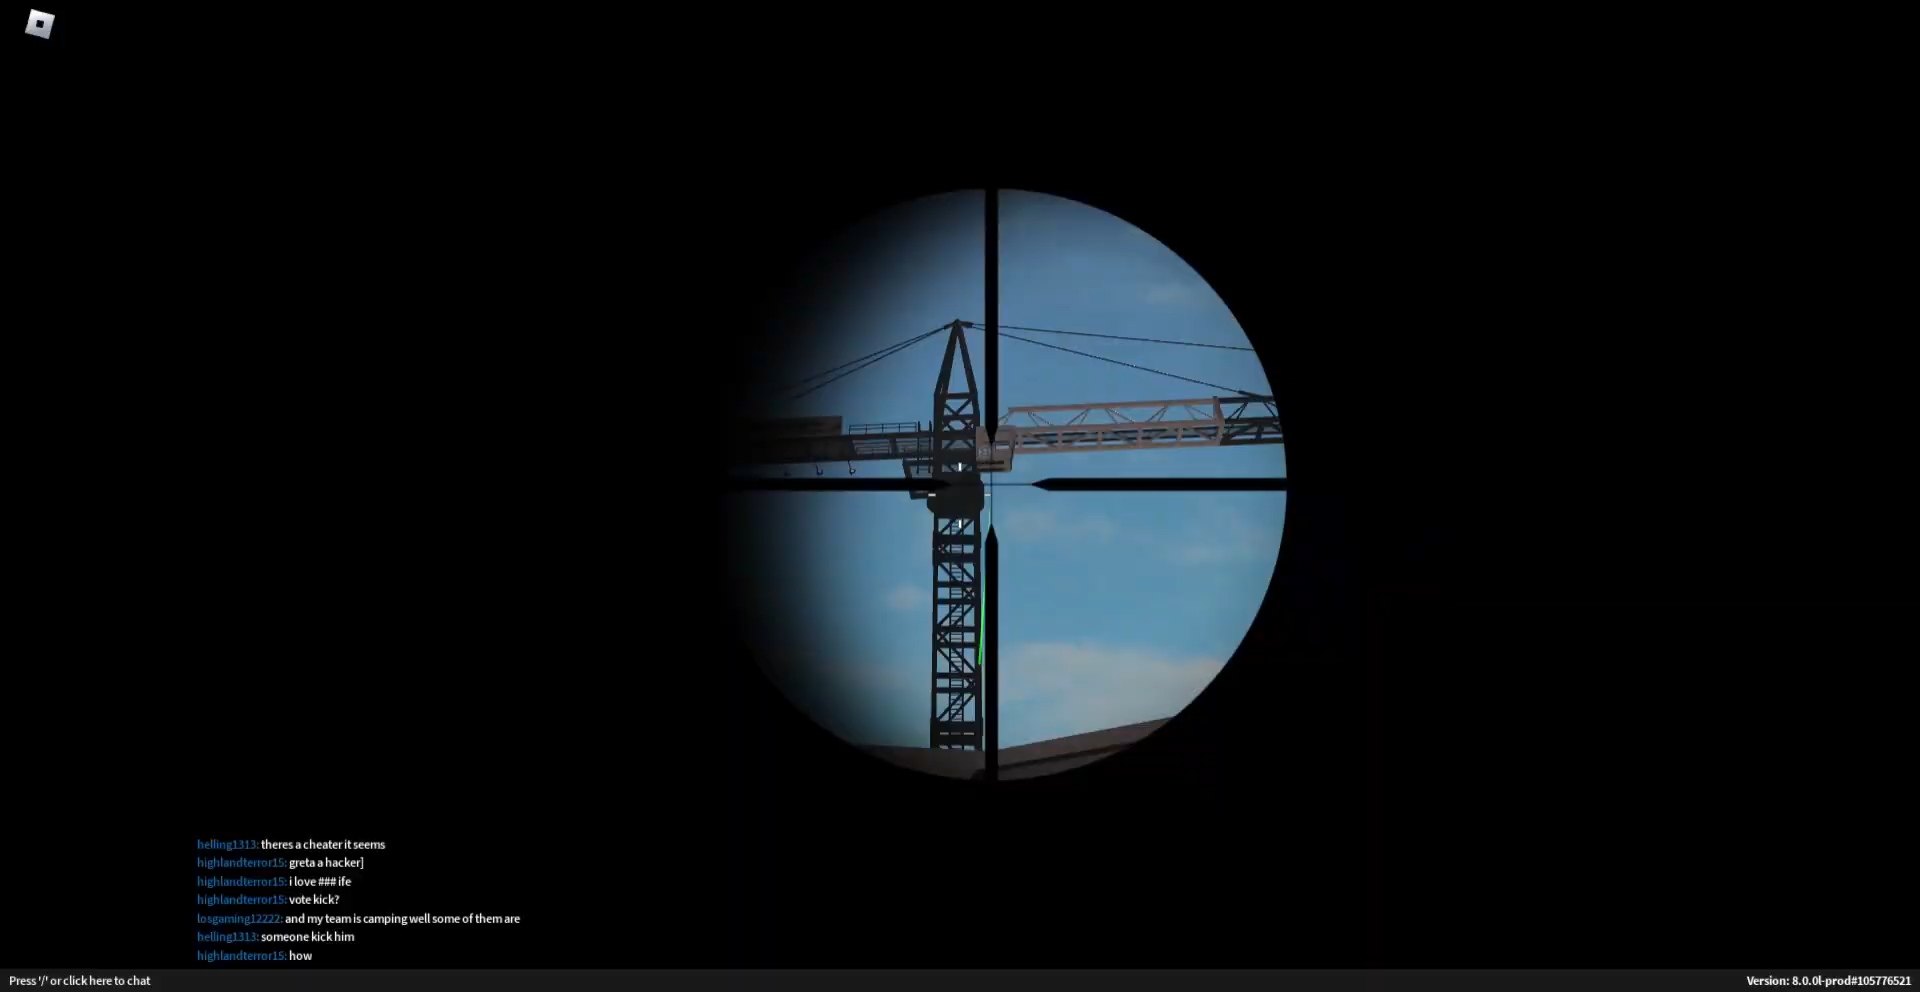 belling1313: theres a cheater it seems
highlandterror15: greta a hacker]
highlandterror15: i love ### ife
highlandterror15: vote kick?
losgaming12222: and my team is camping well some of them are
belling1313: someone kick him
highlandterror15: how
Press '/' or click here to chat
Version: 8.0.0l-prod#105776521